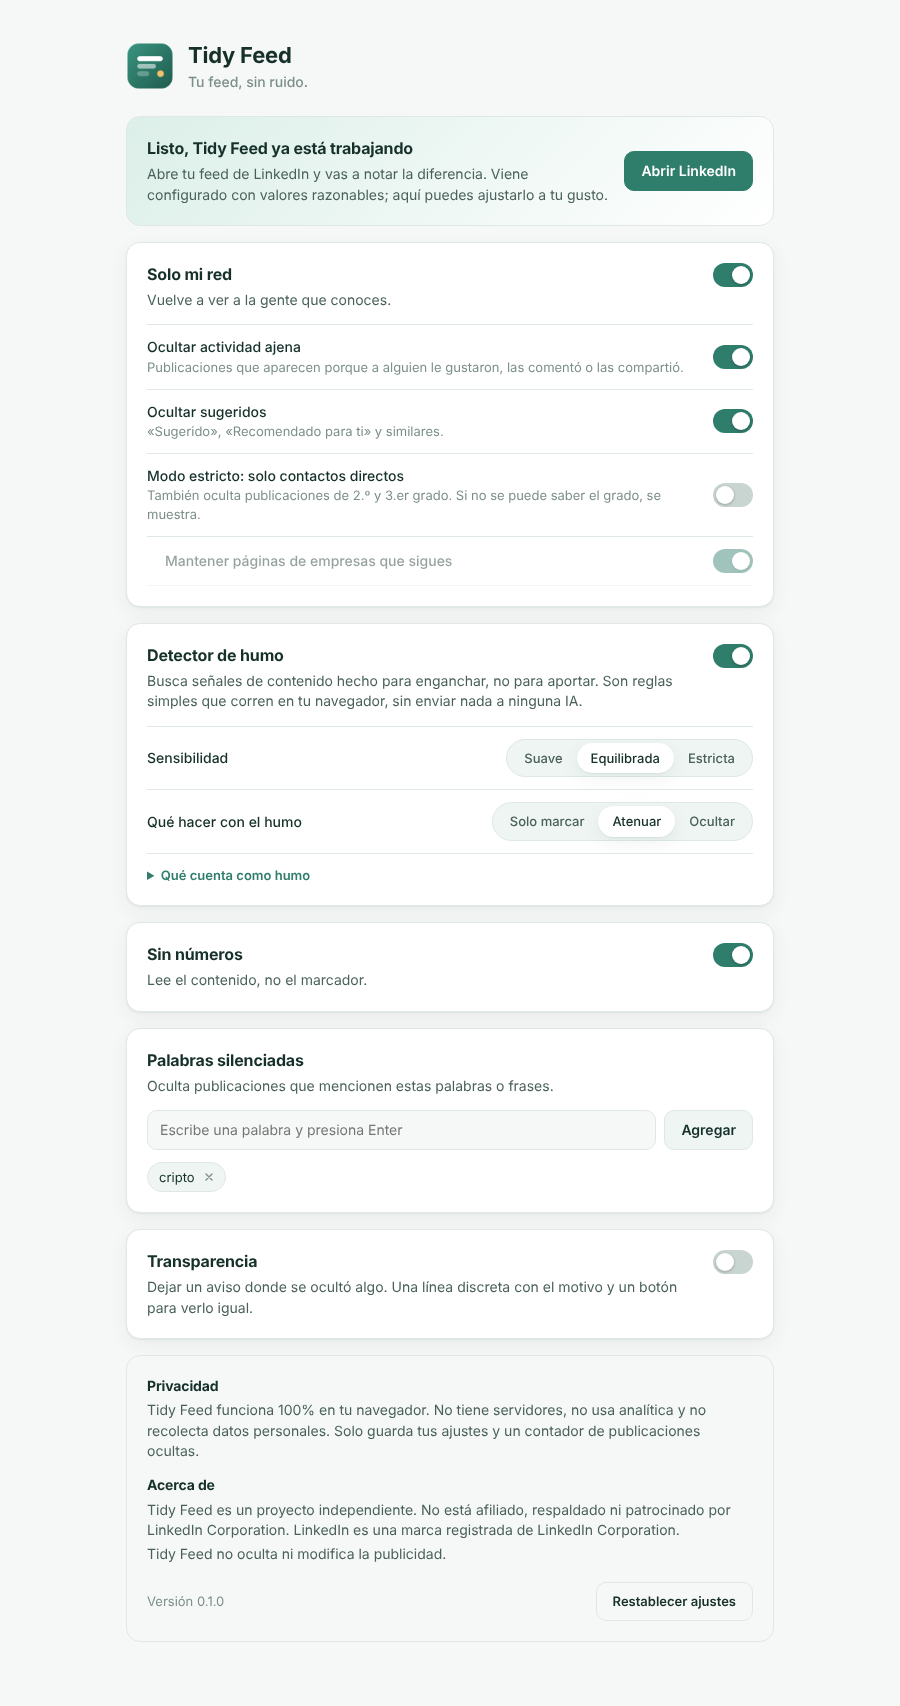 Tidy Feed
Tu feed, sin ruido.
Listo, Tidy Feed ya está trabajando
Abre tu feed de LinkedIn y vas a notar la diferencia. Viene
configurado con valores razonables; aquí puedes ajustarlo a tu gusto.
Abrir LinkedIn
Solo mi red
Vuelve a ver a la gente que conoces.
Ocultar actividad ajena
Publicaciones que aparecen porque a alguien le gustaron, las comentó o las compartió.
Ocultar sugeridos
«Sugerido», «Recomendado para ti» y similares.
Modo estricto: solo contactos directos
También oculta publicaciones de 2.º y 3.er grado. Si no se puede saber el grado, se
muestra.
Mantener páginas de empresas que sigues
Detector de humo
Busca señales de contenido hecho para enganchar, no para aportar. Son reglas
simples que corren en tu navegador, sin enviar nada a ninguna IA.
Sensibilidad
Suave Equilibrada Estricta
Qué hacer con el humo
Solo marcar Atenuar Ocultar
Qué cuenta como humo
Sin números
Lee el contenido, no el marcador.
Palabras silenciadas
Oculta publicaciones que mencionen estas palabras o frases.
Escribe una palabra y presiona Enter
Agregar
cripto ×
Transparencia
Dejar un aviso donde se ocultó algo. Una línea discreta con el motivo y un botón
para verlo igual.
Privacidad
Tidy Feed funciona 100% en tu navegador. No tiene servidores, no usa analítica y no
recolecta datos personales. Solo guarda tus ajustes y un contador de publicaciones
ocultas.
Acerca de
Tidy Feed es un proyecto independiente. No está afiliado, respaldado ni patrocinado por
LinkedIn Corporation. LinkedIn es una marca registrada de LinkedIn Corporation.
Tidy Feed no oculta ni modifica la publicidad.
Versión 0.1.0
Restablecer ajustes